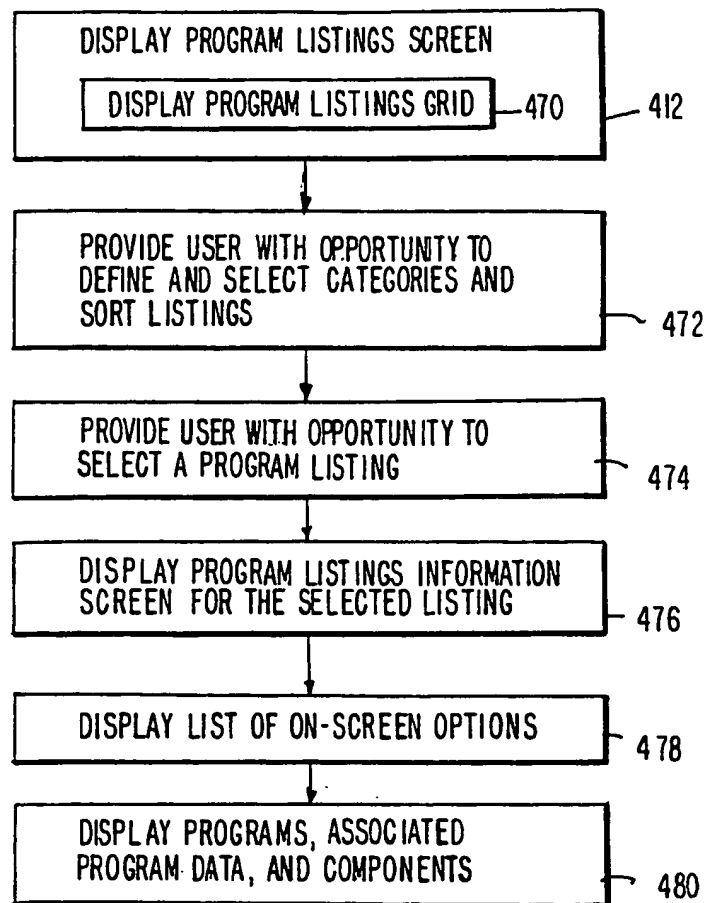 DISPLAY PROGRAM LISTINGS SCREEN
DISPLAY PROGRAM LISTINGS GRID
470
412
PROVIDE USER WITH OPPORTUNITY TO
DEFINE AND SELECT CATEGORIES AND
SORT LISTINGS
472
PROVIDE USER WITH OPPORTUNITY TO
SELECT A PROGRAM LISTING
474
DISPLAY PROGRAM LISTINGS INFORMATION
SCREEN FOR THE SELECTED LISTING
476
DISPLAY LIST OF ON-SCREEN OPTIONS
478
DISPLAY PROGRAMS, ASSOCIATED
PROGRAM DATA, AND COMPONENTS
480